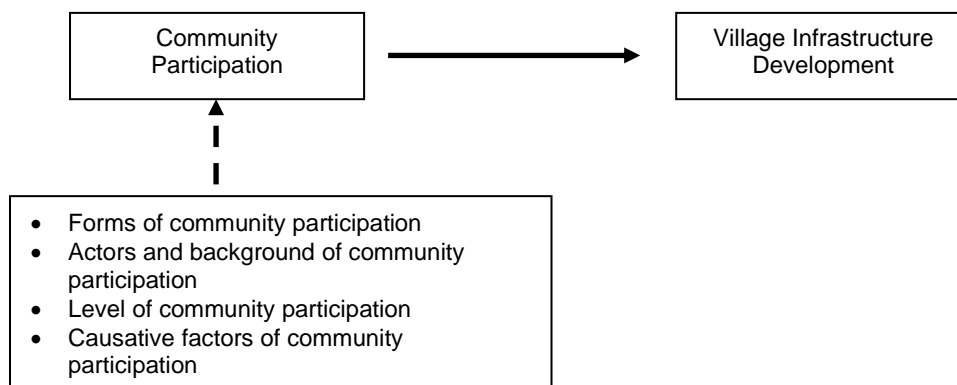 Community
Participation
Village Infrastructure
Development
• Forms of community participation
• Actors and background of community
participation
• Level of community participation
• Causative factors of community
participation